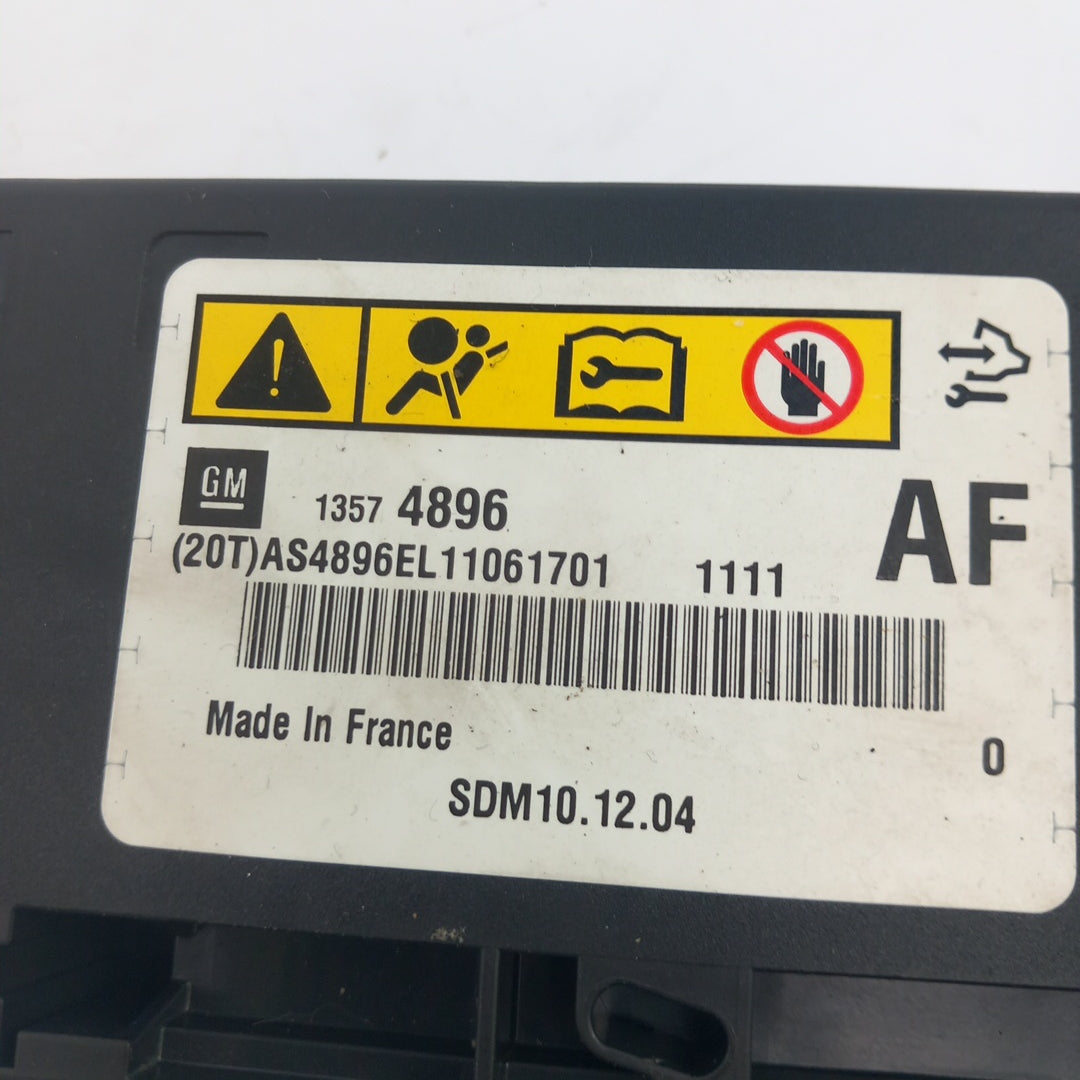 GM 1357 4896 AF
(20T)AS4896EL11061701 1111
Made In France
0
SDM10.12.04